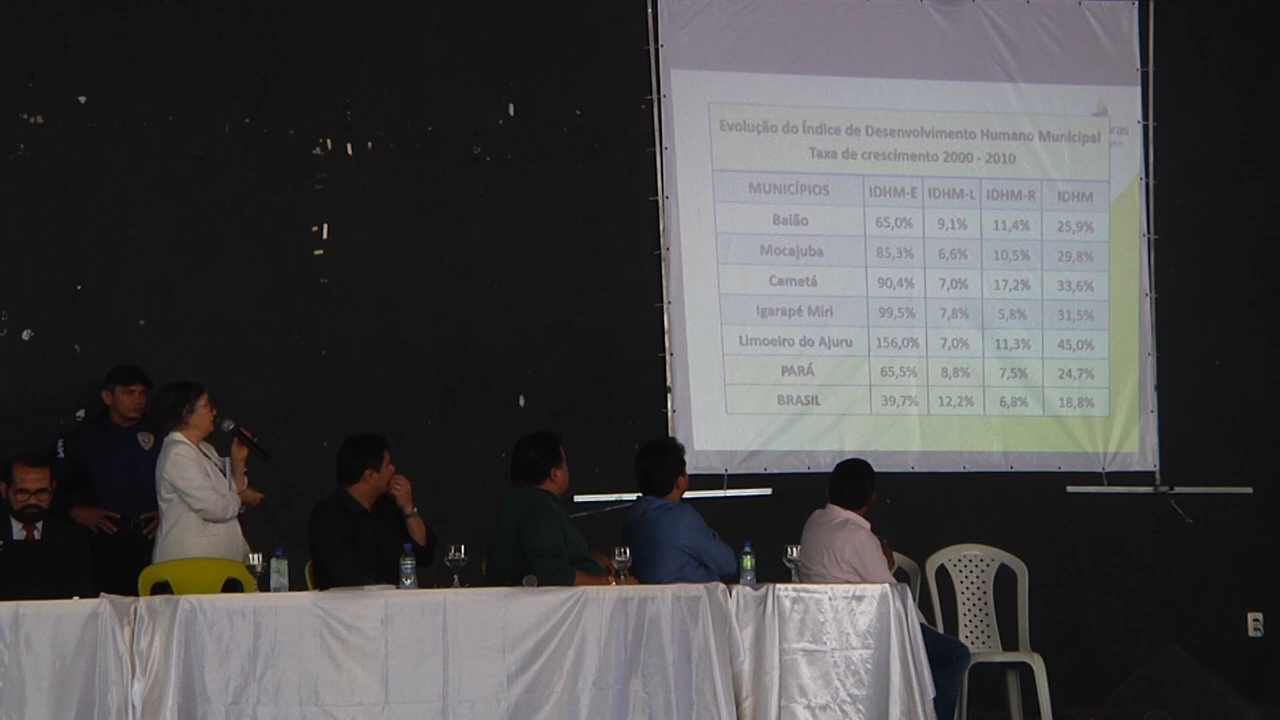 Evolução do Índice de Desenvolvimento Humano Municipal
Taxa de crescimento 2000 - 2010
MUNICÍPIOS IDHM-E IDHM-L IDHM-R IDHM
Baião 65,0% 9,1% 11,4% 25,9%
Mocajuba 85,3% 6,6% 10,5% 29,8%
Cametá 90,4% 7,0% 17,2% 33,6%
Igarapé Miri 99,5% 7,8% 5,8% 31,5%
Limoeiro do Ajuru 156,0% 7,0% 11,3% 45,0%
PARÁ 65,5% 8,8% 7,5% 24,7%
BRASIL 39,7% 12,2% 6,8% 18,8%